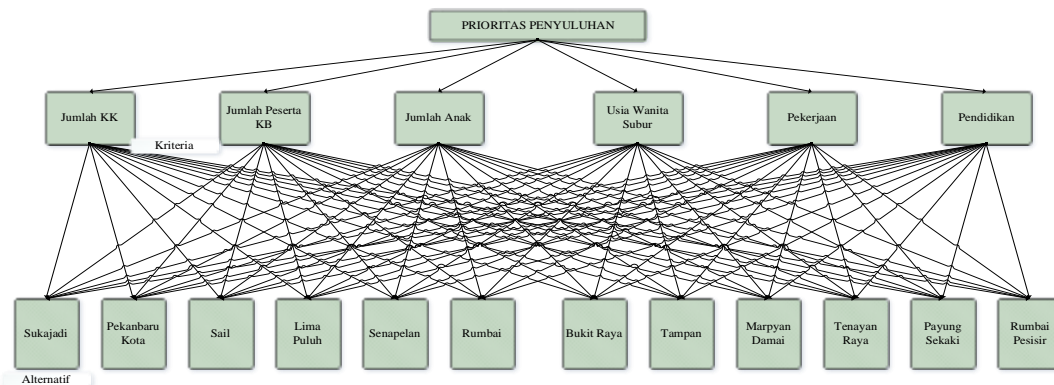 PRIORITAS PENYULUHAN
Jumlah KK
Jumlah Peserta
KB
Jumlah Anak
Usia Wanita
Subur
Pekerjaan
Pendidikan
Kriteria
Sukajadi
Pekanbaru
Kota
Sail
Lima
Puluh
Senapelan
Rumbai
Bukit Raya
Tampan
Marpyan
Damai
Tenayan
Raya
Payung
Sekaki
Rumbai
Pesisir
Alternatif